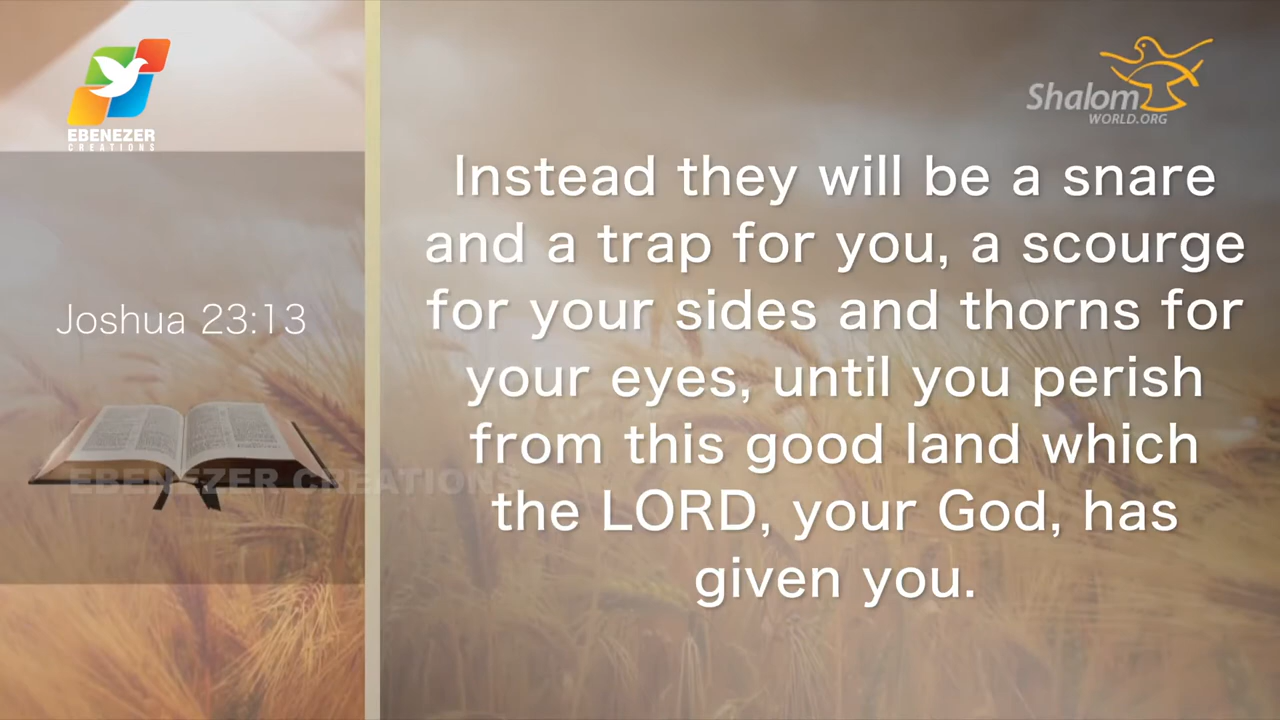 EBENEZER
CREATIONS
Shalom
WORLD.ORG
Joshua 23:13
Instead they will be a snare
and a trap for you, a scourge
for your sides and thorns for
your eyes, until you perish
from this good land which
the LORD, your God, has
given you.
EBENEZER CREATIONS